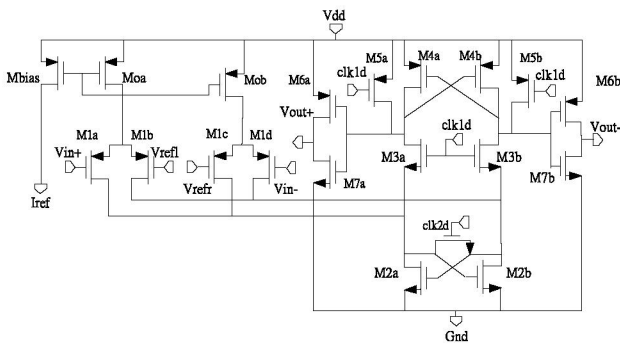 Vdd
Mbias
Moa
Mob
M6a
M5a
M4a
M4b
M5b
M6b
clk1d
clk1d
Vout+
Vout-
clk1d
M1a
M1b
M1c
M1d
Vin+
Vref1
M3a
M3b
Vrefr
Vin-
M7a
M7b
Iref
clk2d
M2a
M2b
Gnd